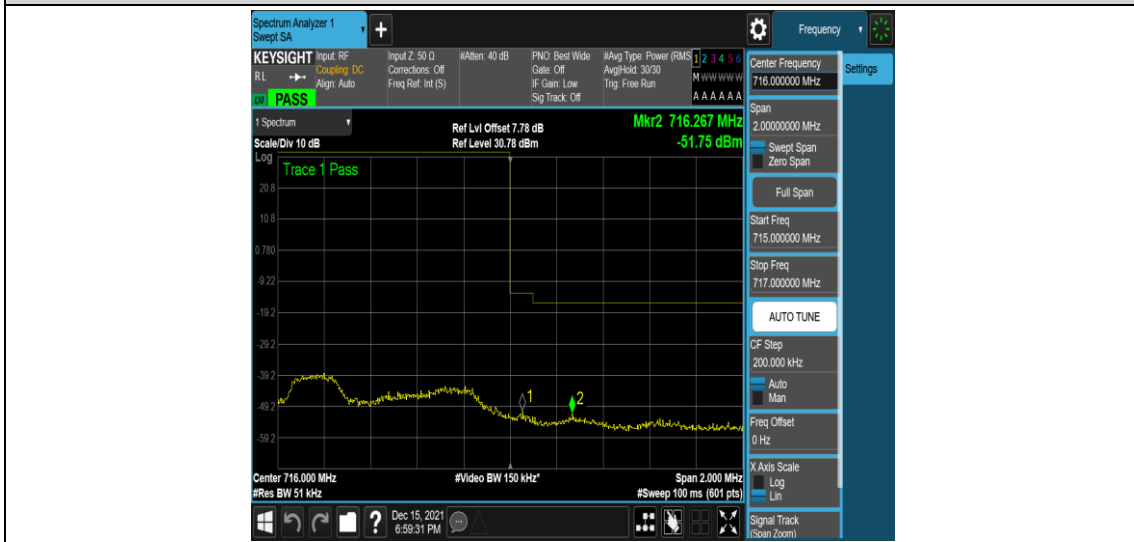 Spectrum Analyzer 1
Swept SA
+
Frequency
KEYSIGHT
RL
LXI
PASS
Input: RF
Coupling: DC
Align: Auto
Input Z: 50 Ω
Corrections: Off
Freq Ref: Int (S)
#Atten: 40 dB
PNO: Best Wide
Gate: Off
IF Gain: Low
Sig Track: Off
#Avg Type: Power (RMS
Avg|Hold: 30/30
Trig: Free Run
1 2 3 4 5 6
M W W W W W
A A A A A A
1 Spectrum
Ref Lvl Offset 7.78 dB
Mkr2 716.267 MHz
Scale/Div 10 dB
Ref Level 30.78 dBm
-51.75 dBm
Log
Trace 1 Pass
20.8
10.8
0.780
-9.22
-19.2
-29.2
-39.2
-49.2
-59.2
1
2
Center 716.000 MHz
#Video BW 150 kHz*
Span 2.000 MHz
#Res BW 51 kHz
#Sweep 100 ms (601 pts)
?
Dec 15, 2021
6:59:31 PM
Center Frequency
716.000000 MHz
Settings
Span
2.00000000 MHz
Swept Span
Zero Span
Full Span
Start Freq
715.000000 MHz
Stop Freq
717.000000 MHz
AUTO TUNE
CF Step
200.000 kHz
Auto
Man
Freq Offset
0 Hz
X Axis Scale
Log
Lin
Signal Track
(Span Zoom)